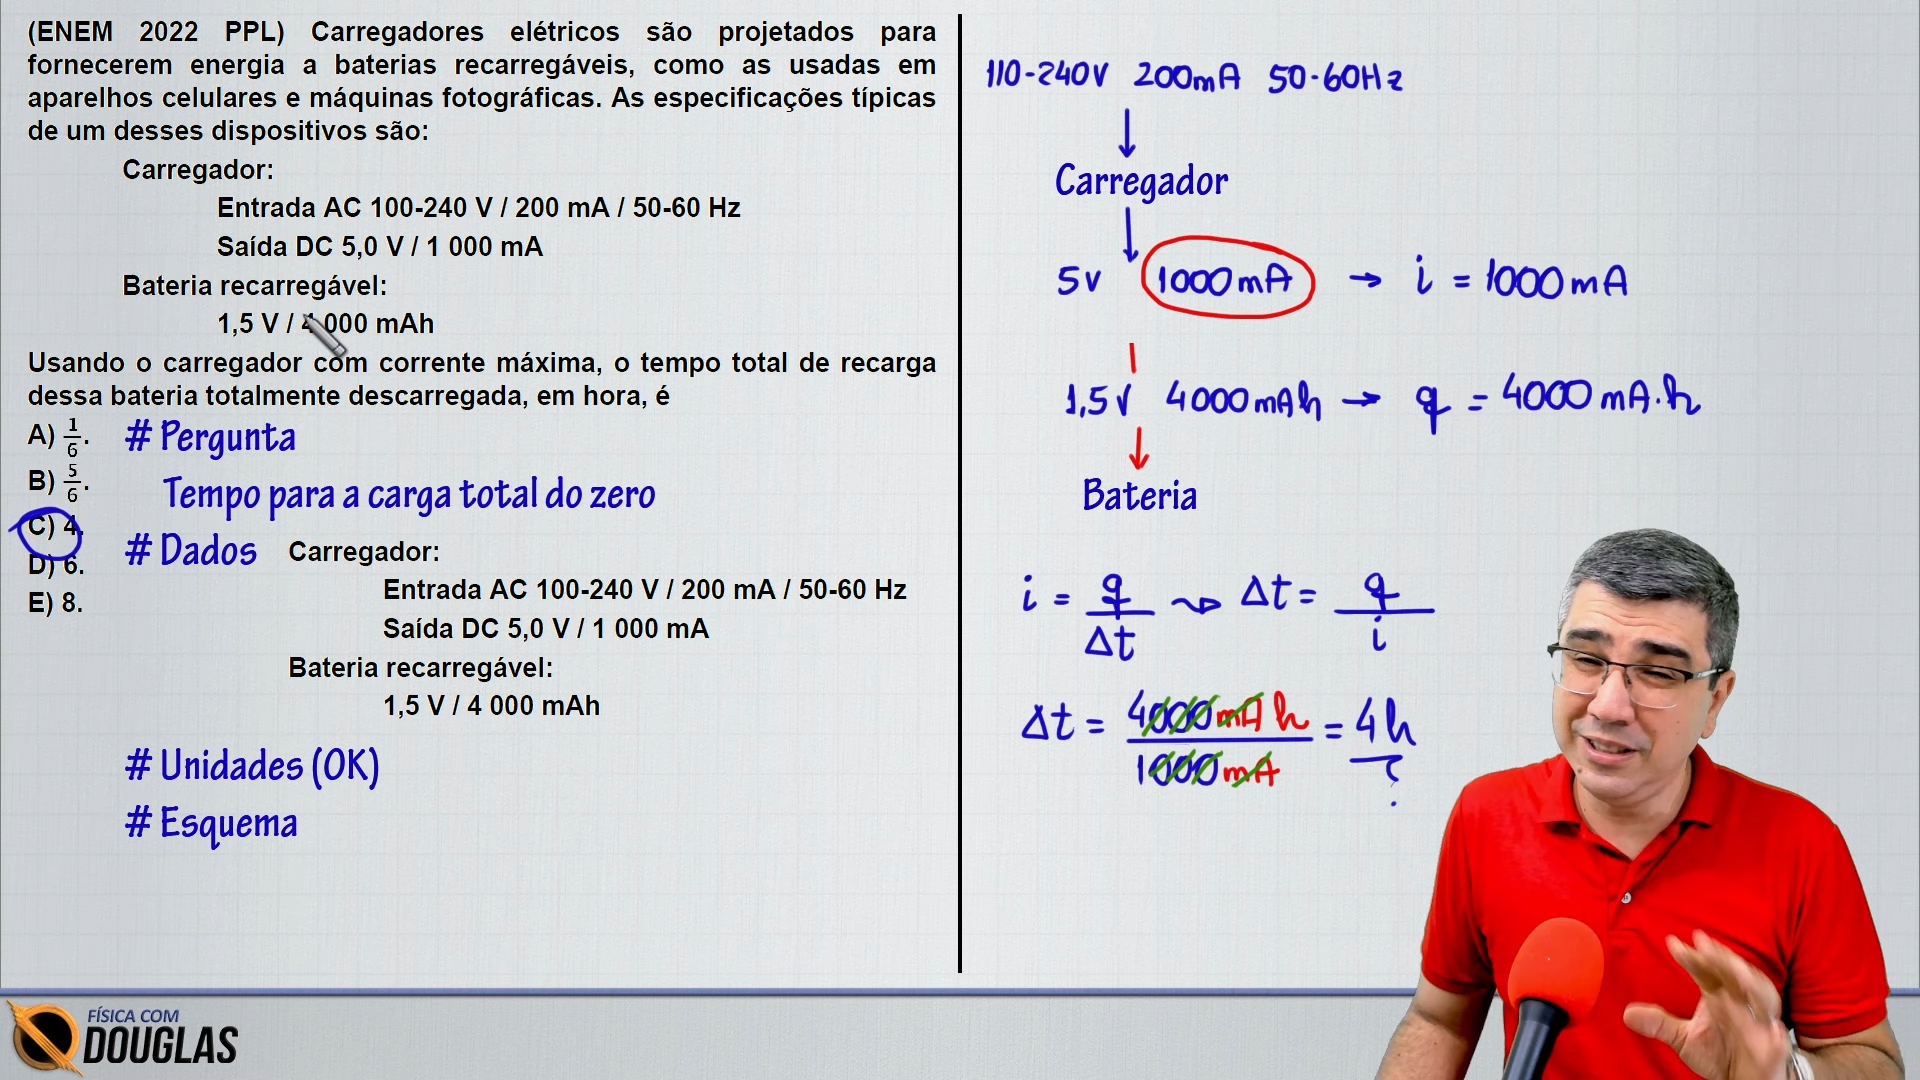 (ENEM 2022 PPL) Carregadores elétricos são projetados para
fornecerem energia a baterias recarregáveis, como as usadas em
aparelhos celulares e máquinas fotográficas. As especificações típicas
de um desses dispositivos são:
Carregador:
Entrada AC 100-240 V / 200 mA / 50-60 Hz
Saída DC 5,0 V / 1 000 mA
Bateria recarregável:
1,5 V / 4 000 mAh
Usando o carregador com corrente máxima, o tempo total de recarga
dessa bateria totalmente descarregada, em hora, é
A) 1/6.
B) 5/6.
C) 4.
D) 6.
E) 8.
# Pergunta
Tempo para a carga total do zero
# Dados
Carregador:
Entrada AC 100-240 V / 200 mA / 50-60 Hz
Saída DC 5,0 V / 1 000 mA
Bateria recarregável:
1,5 V / 4 000 mAh
# Unidades (OK)
# Esquema
110-240V 200mA 50-60Hz
Carregador
5v 1000mA → i = 1000mA
1,5V 4000mAh → q = 4000mA.h
Bateria
i = q/Δt ⇝ Δt = q/i
Δt = 4000mAh/1000mA = 4h
?
FÍSICA COM
DOUGLAS